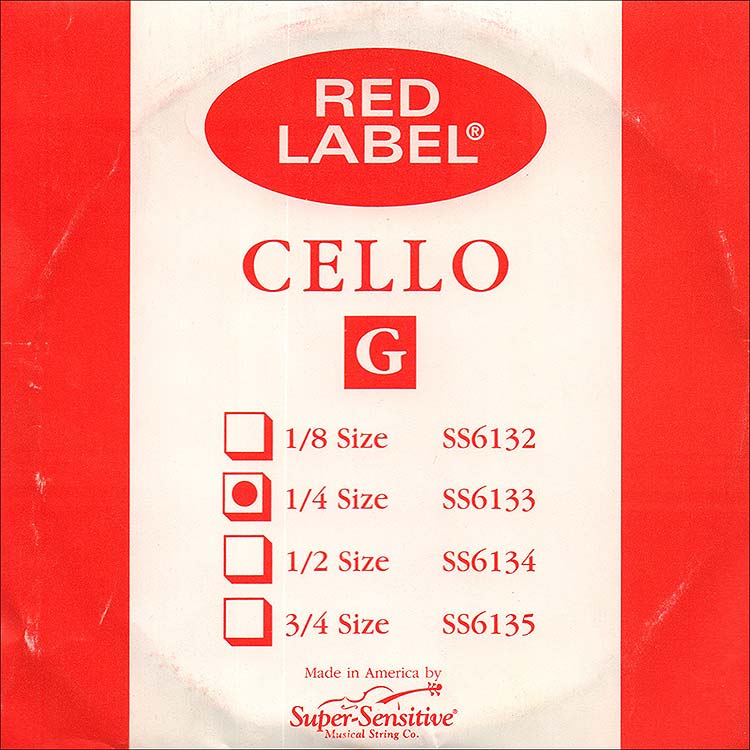 RED
LABEL®
CELLO
G
1/8 Size SS6132
1/4 Size SS6133
1/2 Size SS6134
3/4 Size SS6135
Made in America by
Super-Sensitive®
Musical String Co.